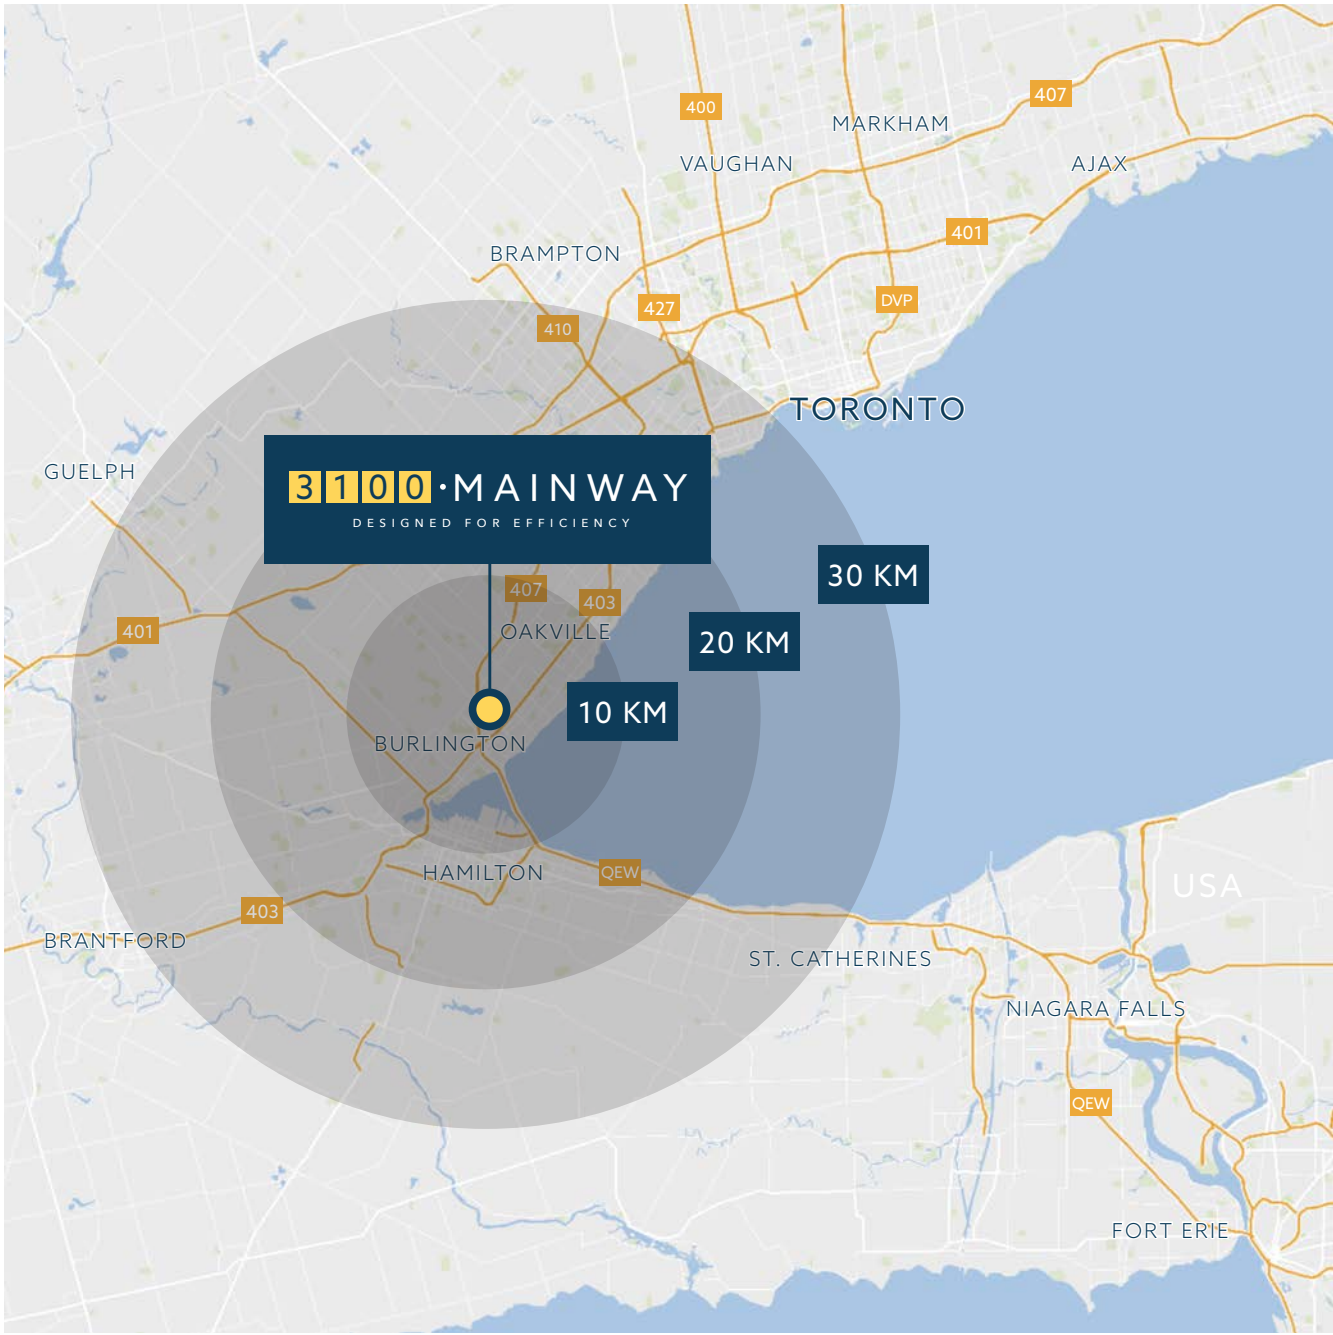 407
400
MARKHAM
VAUGHAN
AJAX
401
BRAMPTON
DVP
427
410
TORONTO
GUELPH
3100·MAINWAY
DESIGNED FOR EFFICIENCY
30 KM
407
403
401
OAKVILLE
20 KM
10 KM
BURLINGTON
HAMILTON
QEW
USA
403
BRANTFORD
ST. CATHERINES
NIAGARA FALLS
QEW
FORT ERIE